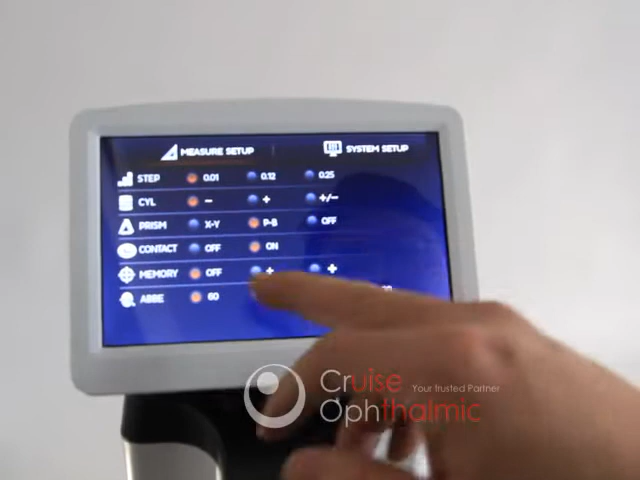 MEASURE SETUP SYSTEM SETUP
STEP 0.01 0.12 0.25
CYL - + +/-
PRISM X-Y P-B OFF
CONTACT OFF ON
MEMORY OFF + +
ABBE 60
Cruise Your trusted Partner
Ophthalmic